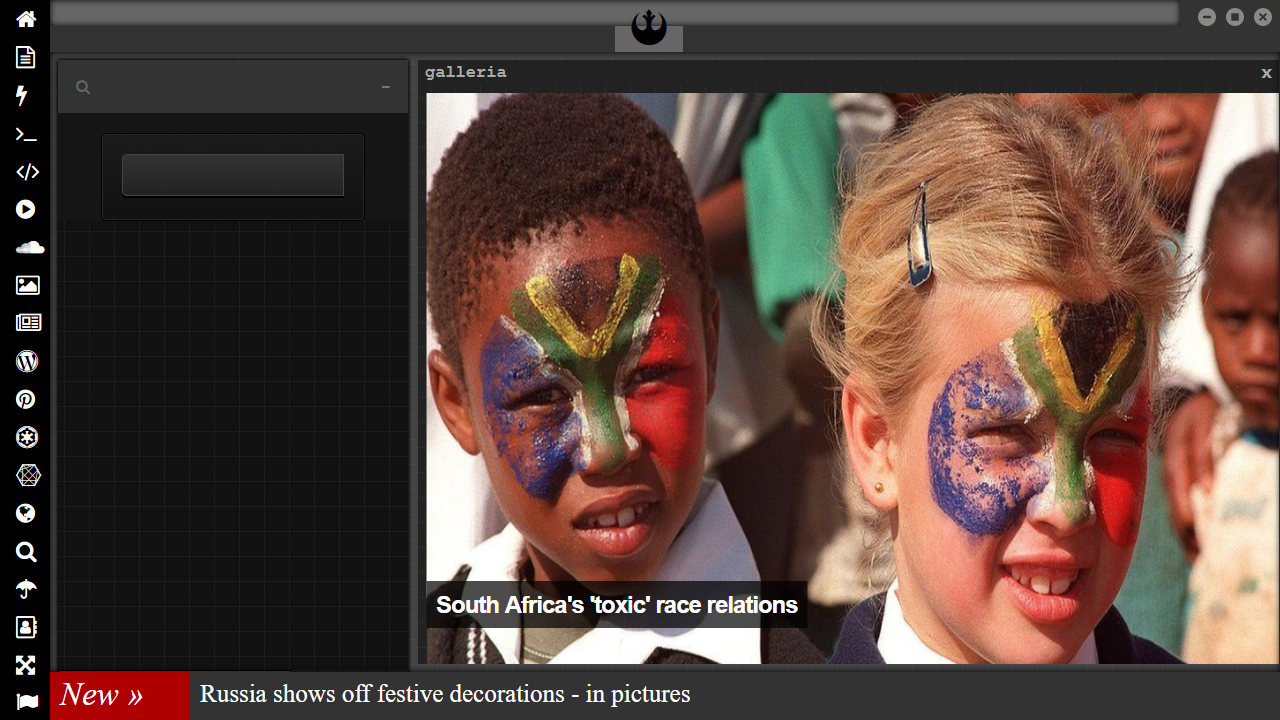 galleria
x
South Africa's 'toxic' race relations
New »
Russia shows off festive decorations - in pictures